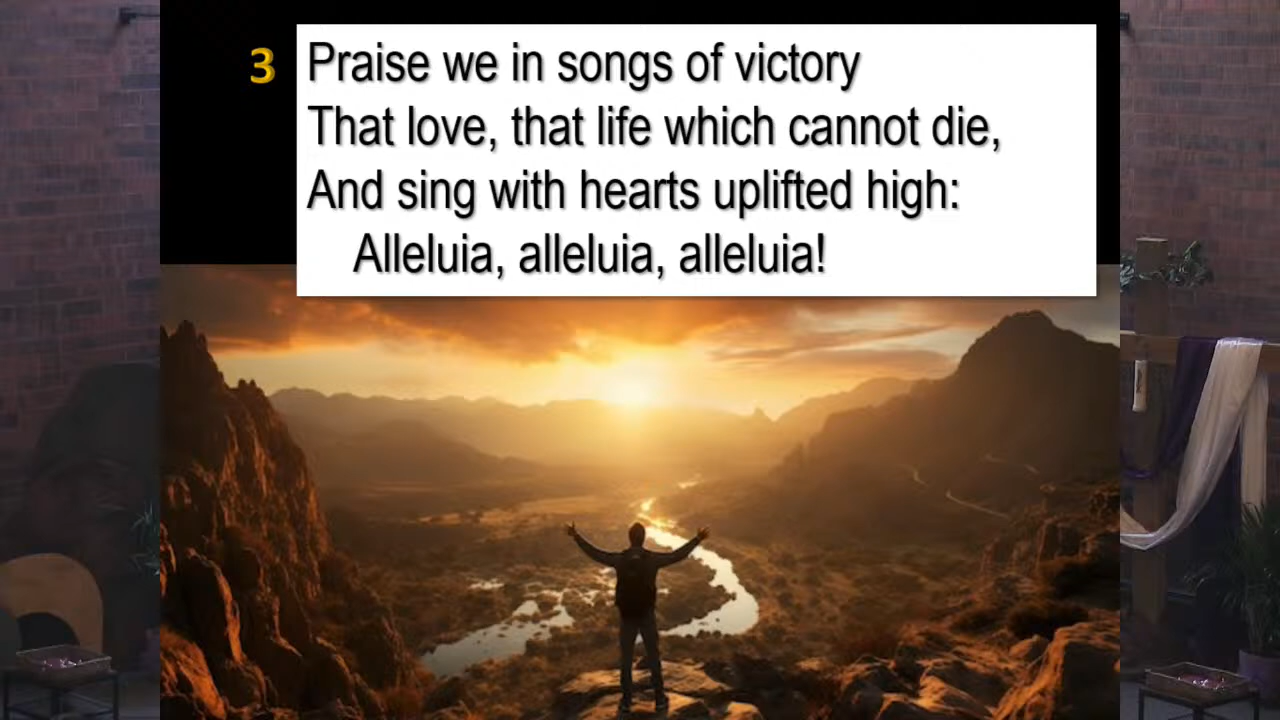 3 Praise we in songs of victory
That love, that life which cannot die,
And sing with hearts uplifted high:
Alleluia, alleluia, alleluia!